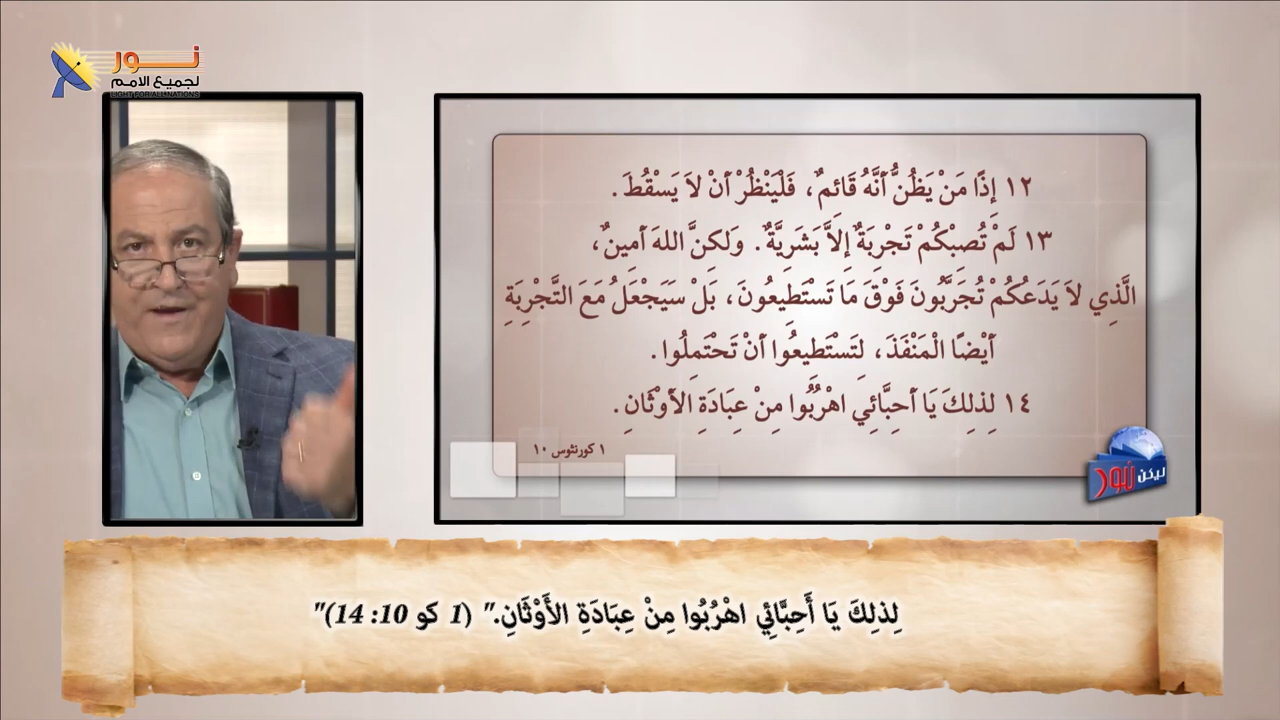 نـور
لجميع الامم
LIGHT FOR ALL NATIONS
١٢ إِذًا مَنْ يَظُنُّ أَنَّهُ قَائِمٌ، فَلْيَنْظُرْ أَنْ لاَ يَسْقُطَ.
١٣ لَمْ تُصِبْكُمْ تَجْرِبَةٌ إِلاَّ بَشَرِيَّةٌ. وَلكِنَّ اللهَ أَمِينٌ،
الَّذِي لاَ يَدَعُكُمْ تُجَرَّبُونَ فَوْقَ مَا تَسْتَطِيعُونَ، بَلْ سَيَجْعَلُ مَعَ التَّجْرِبَةِ
أَيْضًا الْمَنْفَذَ، لِتَسْتَطِيعُوا أَنْ تَحْتَمِلُوا.
١٤ لِذلِكَ يَا أَحِبَّائِي اهْرُبُوا مِنْ عِبَادَةِ الأَوْثَانِ.
١ كورنثوس ١٠
ليكن نور
لِذلِكَ يَا أَحِبَّائِي اهْرُبُوا مِنْ عِبَادَةِ الأَوْثَانِ." (1 كو 10: 14)"